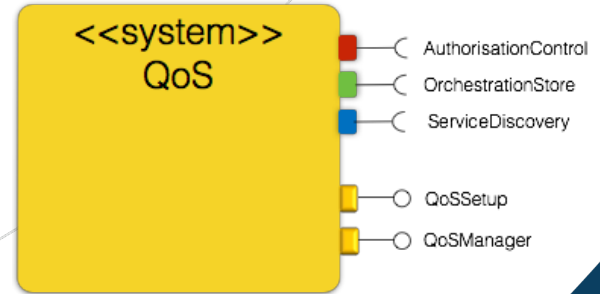 <<system>>
QoS
AuthorisationControl
OrchestrationStore
ServiceDiscovery
QoSSetup
QoSManager